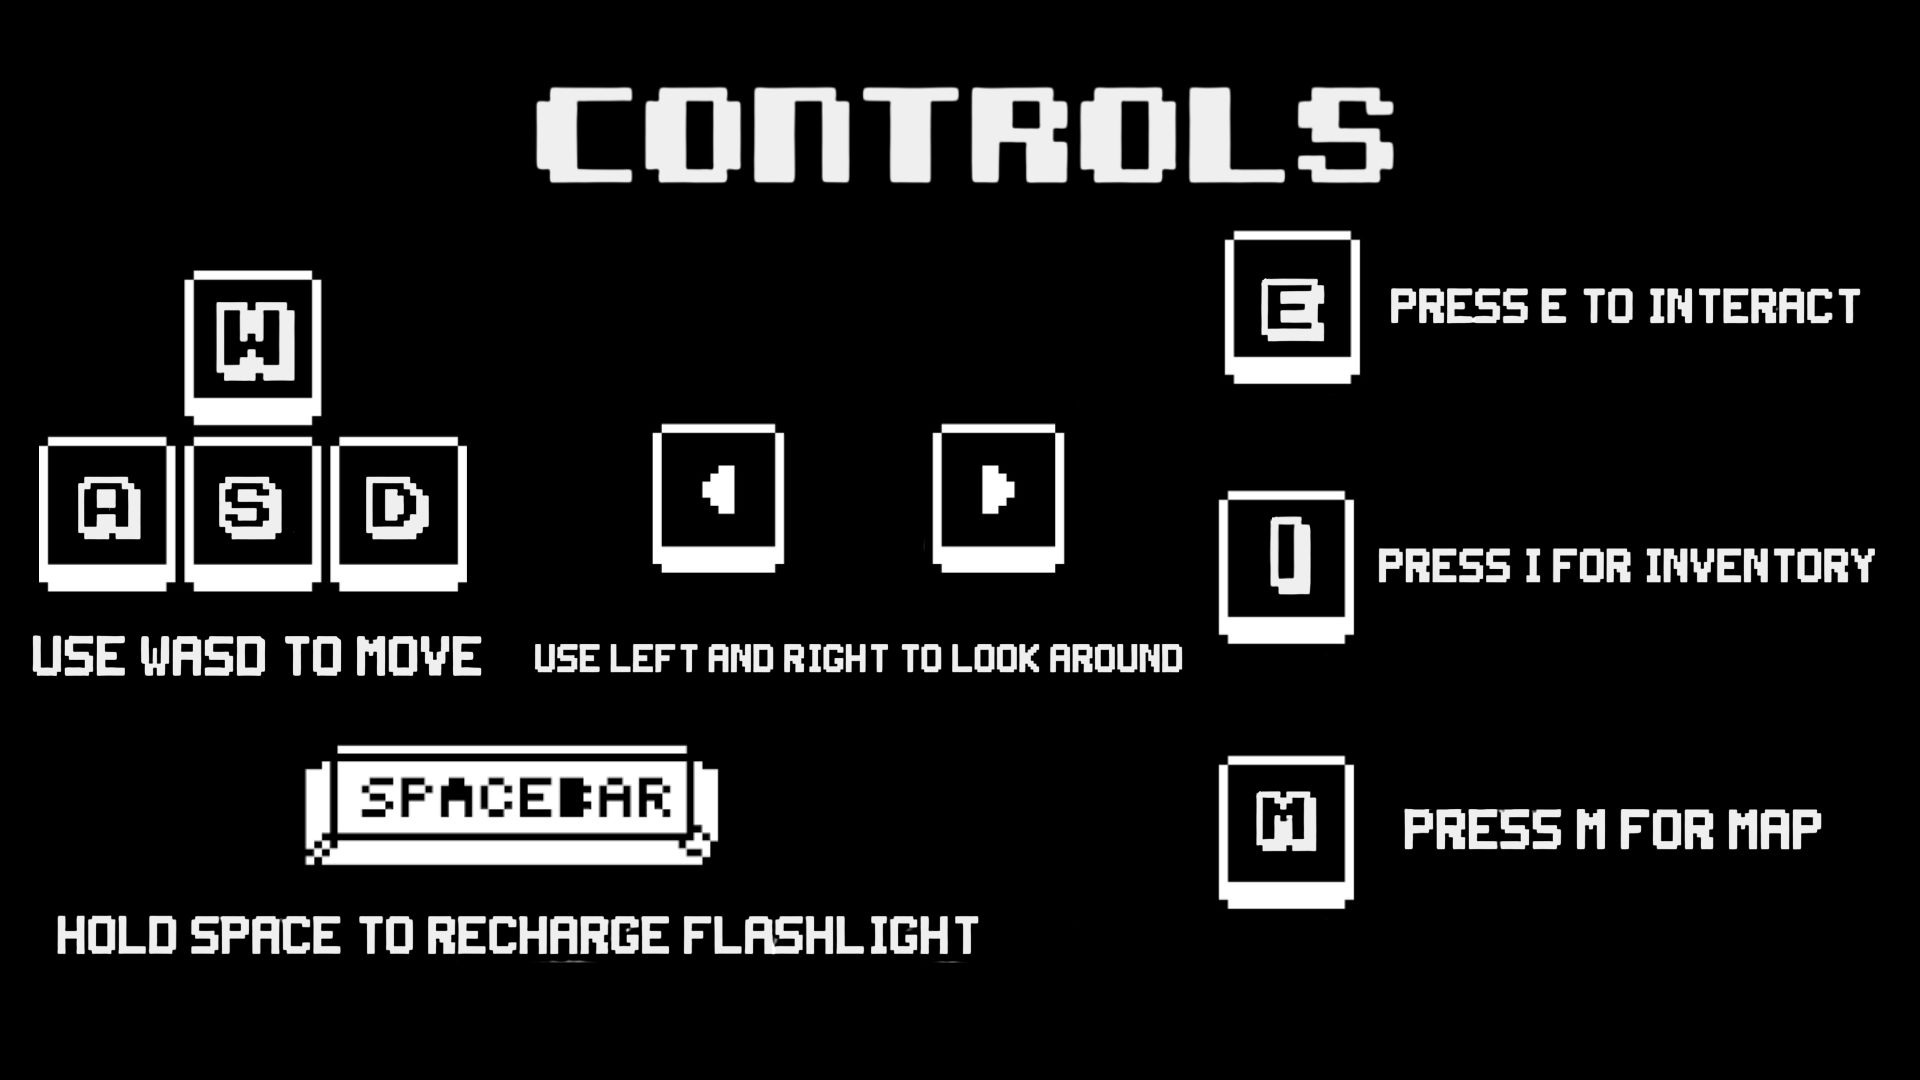 CONTROLS
W
A S D
USE WASD TO MOVE
USE LEFT AND RIGHT TO LOOK AROUND
SPACEBAR
HOLD SPACE TO RECHARGE FLASHLIGHT
E
PRESS E TO INTERACT
I
PRESS I FOR INVENTORY
M
PRESS M FOR MAP